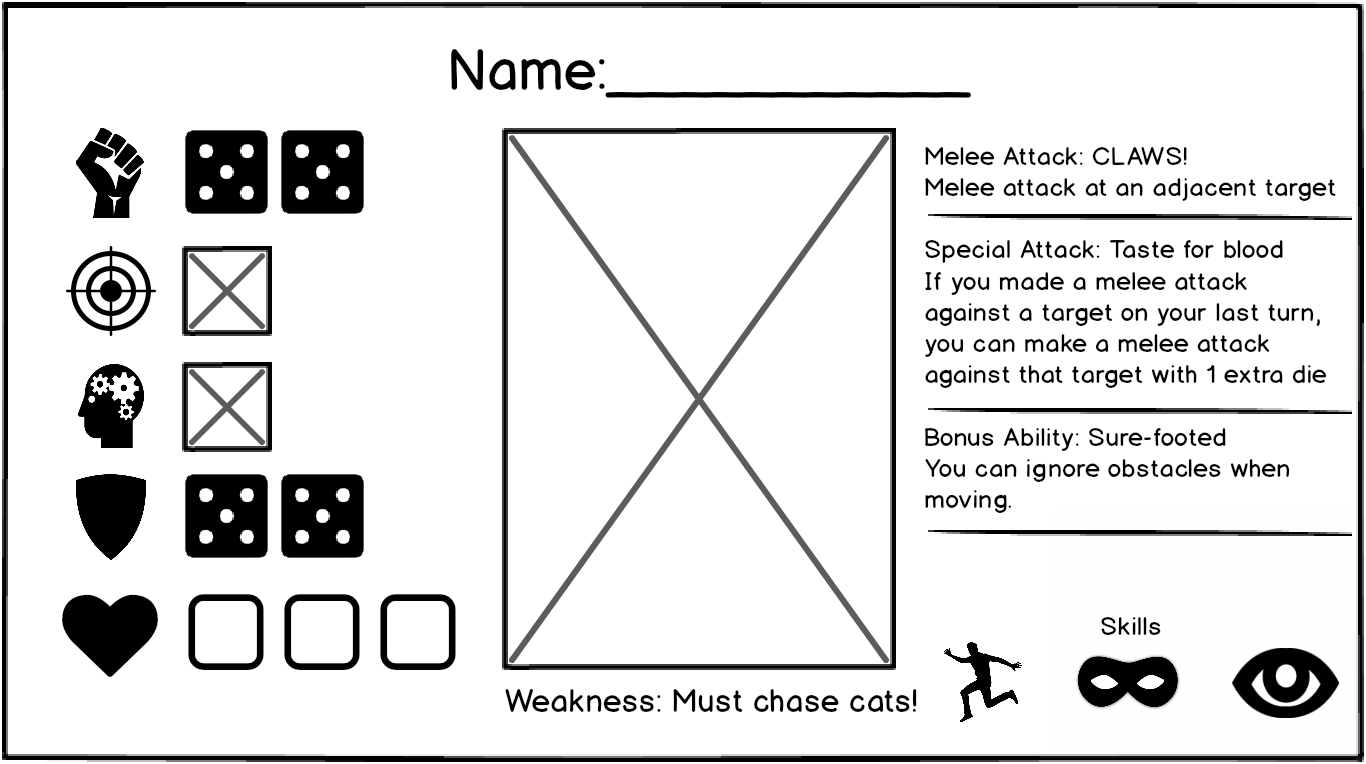 Name:
Melee Attack: CLAWS!
Melee attack at an adjacent target
Special Attack: Taste for blood
If you made a melee attack
against a target on your last turn,
you can make a melee attack
against that target with 1 extra die
Bonus Ability: Sure-footed
You can ignore obstacles when
moving.
Skills
Weakness: Must chase cats!